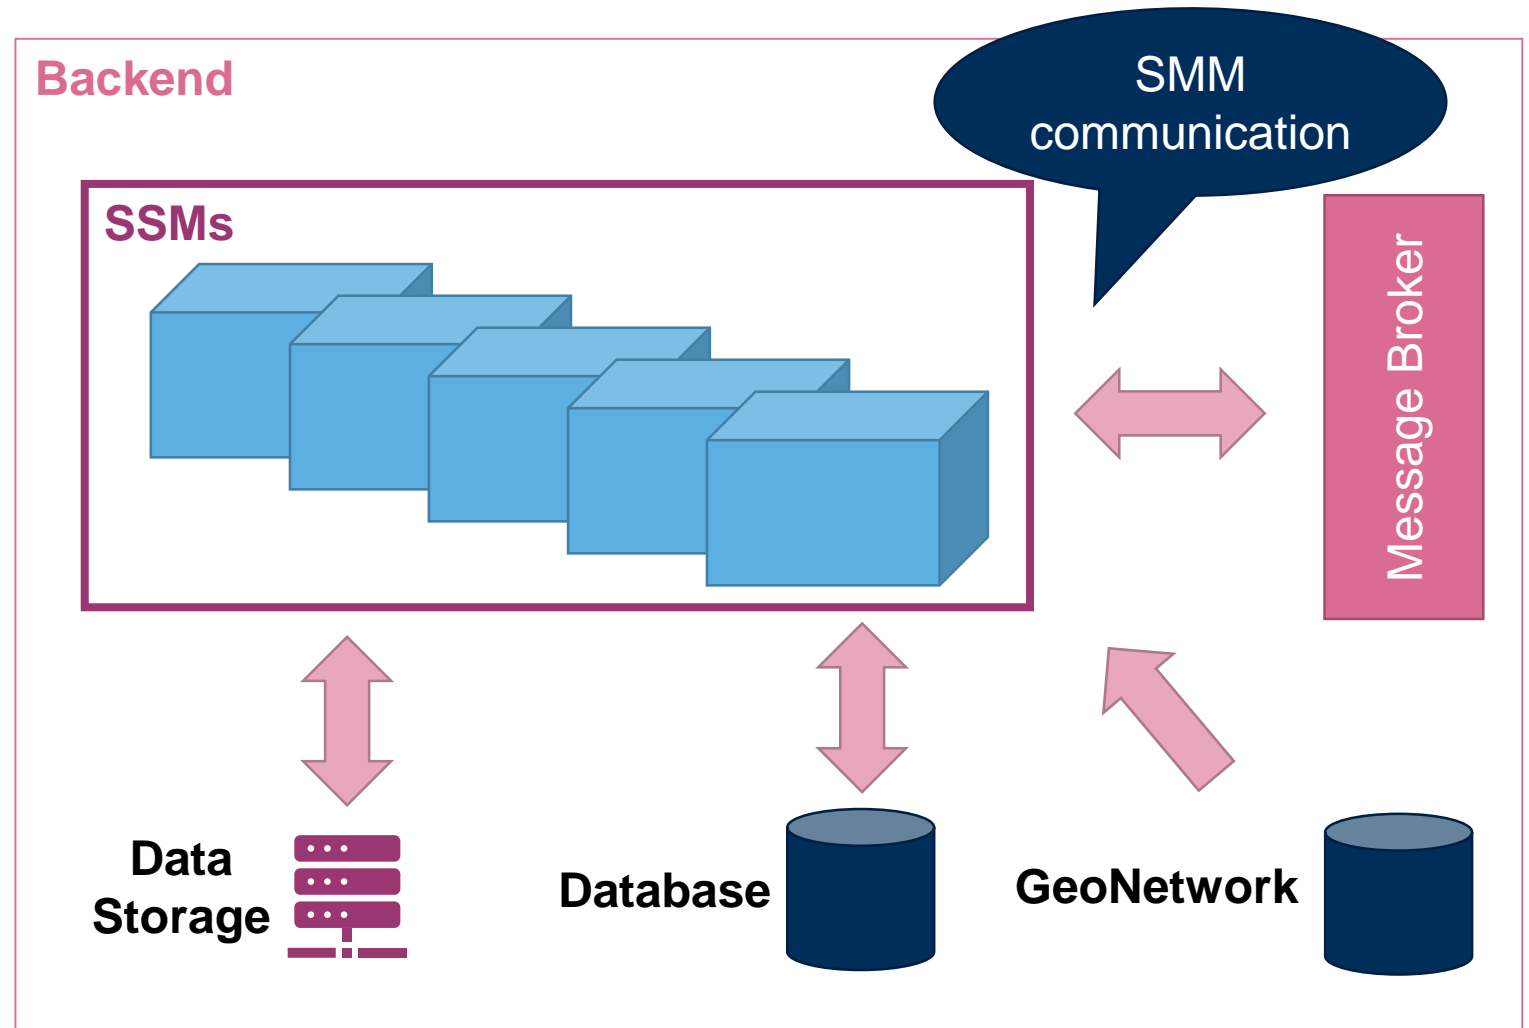 Backend
SMM
communication
SSMs
Message Broker
Data
Storage
Database
GeoNetwork